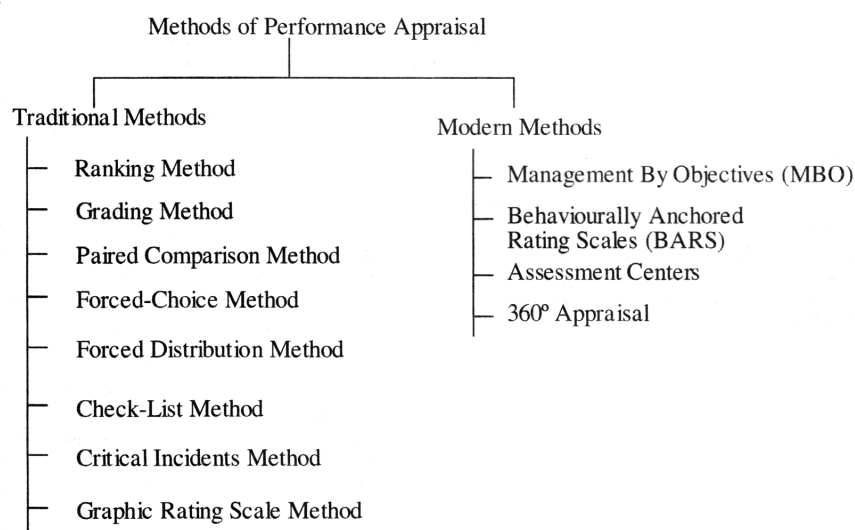 Methods of Performance Appraisal
Traditional Methods
Ranking Method
Grading Method
Paired Comparison Method
Forced-Choice Method
Forced Distribution Method
Check-List Method
Critical Incidents Method
Graphic Rating Scale Method
Modern Methods
Management By Objectives (MBO)
Behaviourally Anchored
Rating Scales (BARS)
Assessment Centers
360º Appraisal